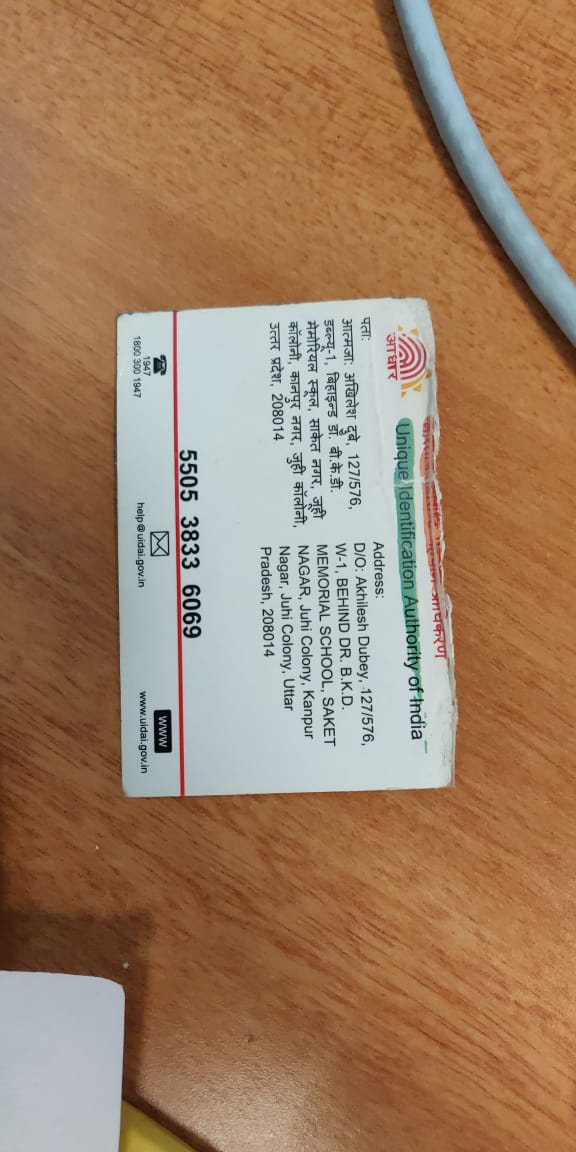 आधार
Unique Identification Authority of India
पता:
आत्मजा: अखिलेश दुबे, 127/576,
डब्ल्यू-1, बिहाइन्ड डॉ. बी.के.डी.
मेमोरियल स्कूल, साकेत नगर, जूही
कॉलोनी, कानपुर नगर, जुही कॉलोनी,
उत्तर प्रदेश, 208014
Address:
D/O: Akhilesh Dubey, 127/576,
W-1, BEHIND DR. B.K.D.
MEMORIAL SCHOOL, SAKET
NAGAR, Juhi Colony, Kanpur
Nagar, Juhi Colony, Uttar
Pradesh, 208014
5505 3833 6069
1947
1800 300 1947
help@uidai.gov.in
WWW
www.uidai.gov.in